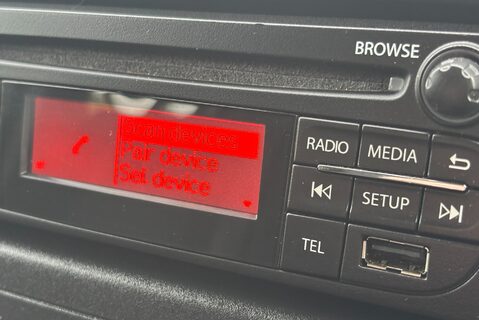 BROWSE
Scan devices
Pair device
Sel. device
RADIO
MEDIA
SETUP
TEL